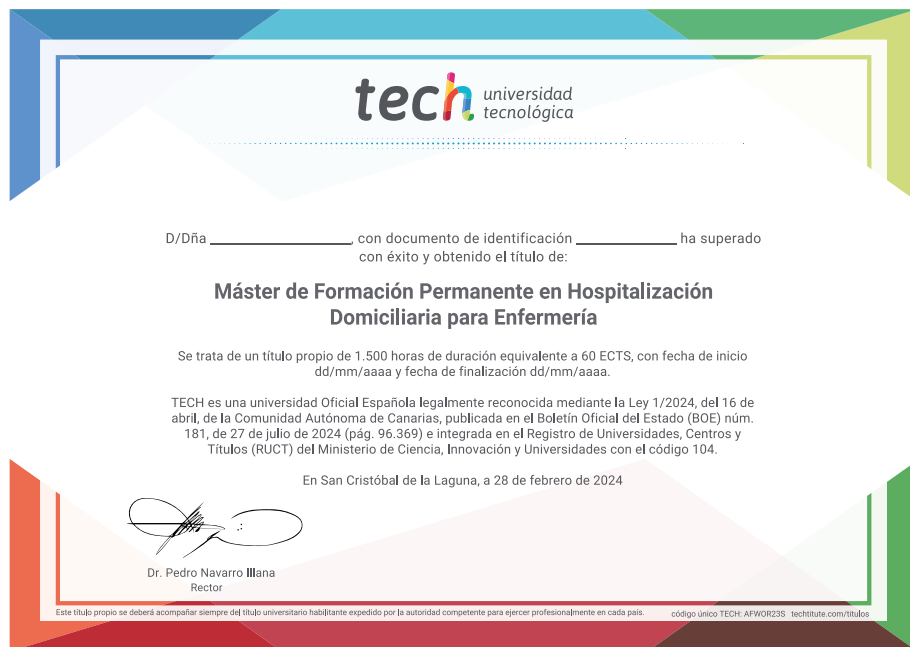 tech universidad
tecnológica
D/Dña ________________, con documento de identificación ____________ ha superado
con éxito y obtenido el título de:
Máster de Formación Permanente en Hospitalización
Domiciliaria para Enfermería
Se trata de un título propio de 1.500 horas de duración equivalente a 60 ECTS, con fecha de inicio
dd/mm/aaaa y fecha de finalización dd/mm/aaaa.
TECH es una universidad Oficial Española legalmente reconocida mediante la Ley 1/2024, del 16 de
abril, de la Comunidad Autónoma de Canarias, publicada en el Boletín Oficial del Estado (BOE) núm.
181, de 27 de julio de 2024 (pág. 96.369) e integrada en el Registro de Universidades, Centros y
Títulos (RUCT) del Ministerio de Ciencia, Innovación y Universidades con el código 104.
En San Cristóbal de la Laguna, a 28 de febrero de 2024
Dr. Pedro Navarro Illana
Rector
Este título propio se deberá acompañar siempre del título universitario habilitante expedido por la autoridad competente para ejercer profesionalmente en cada país. código único TECH: AFWOR23S techtitute.com/titulos